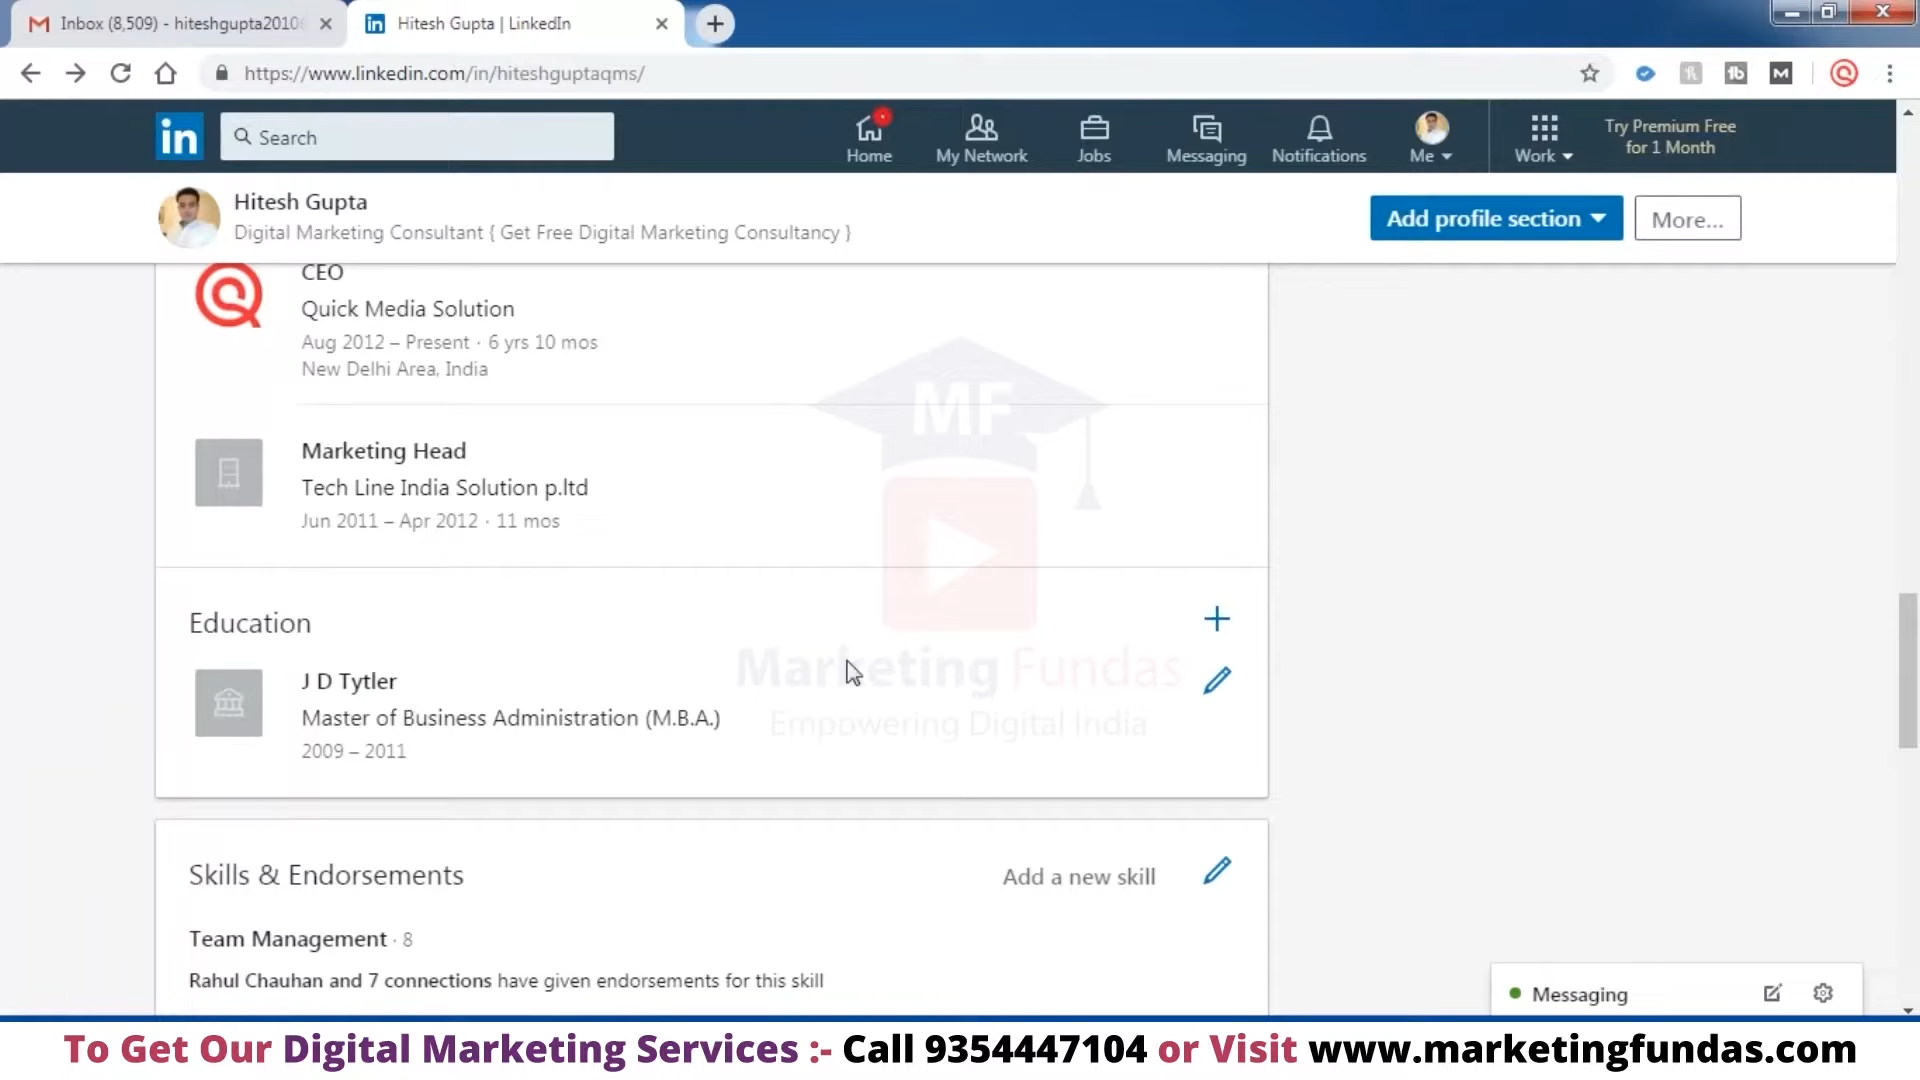 Inbox (8,509) - hiteshgupta2010
Hitesh Gupta | LinkedIn
https://www.linkedin.com/in/hiteshguptaqms/
in
Search
Home
My Network
Jobs
Messaging
Notifications
Me
Work
Try Premium Free
for 1 Month
Hitesh Gupta
Digital Marketing Consultant { Get Free Digital Marketing Consultancy }
Add profile section
More...
CEO
Quick Media Solution
Aug 2012 – Present · 6 yrs 10 mos
New Delhi Area, India
MF
Marketing Head
Tech Line India Solution p.ltd
Jun 2011 – Apr 2012 · 11 mos
Education
Marketing Fundas
Empowering Digital India
J D Tytler
Master of Business Administration (M.B.A.)
2009 – 2011
Skills & Endorsements
Add a new skill
Team Management · 8
Rahul Chauhan and 7 connections have given endorsements for this skill
Messaging
To Get Our Digital Marketing Services :- Call 9354447104 or Visit www.marketingfundas.com